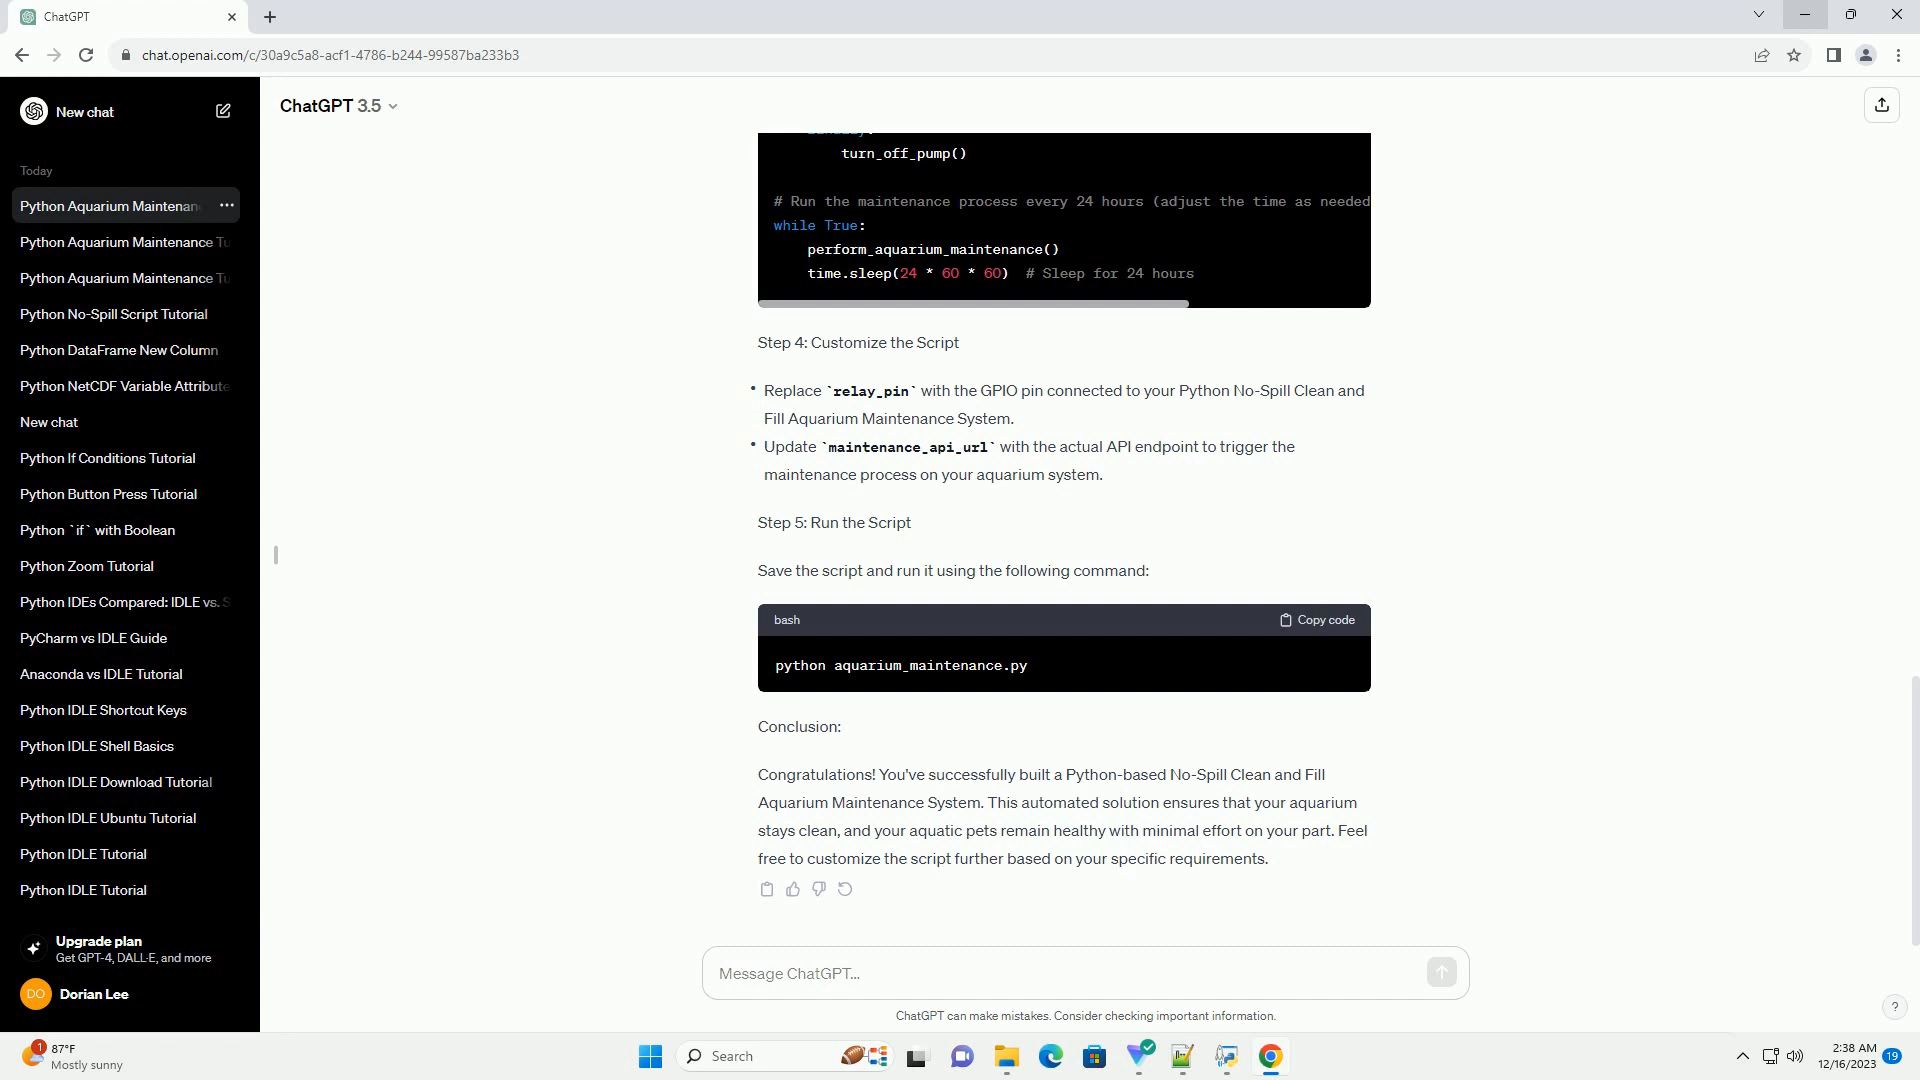 ChatGPT
chat.openai.com/c/30a9c5a8-acf1-4786-b244-99587ba233b3
New chat
ChatGPT 3.5
Today
Python Aquarium Maintenan
Python Aquarium Maintenance Tu
Python Aquarium Maintenance Tu
Python No-Spill Script Tutorial
Python DataFrame New Column
Python NetCDF Variable Attribute
New chat
Python If Conditions Tutorial
Python Button Press Tutorial
Python `if` with Boolean
Python Zoom Tutorial
Python IDEs Compared: IDLE vs. S
PyCharm vs IDLE Guide
Anaconda vs IDLE Tutorial
Python IDLE Shortcut Keys
Python IDLE Shell Basics
Python IDLE Download Tutorial
Python IDLE Ubuntu Tutorial
Python IDLE Tutorial
Python IDLE Tutorial
Upgrade plan
Get GPT-4, DALL·E, and more
DO
Dorian Lee
turn_off_pump()
# Run the maintenance process every 24 hours (adjust the time as needed
while True:
perform_aquarium_maintenance()
time.sleep(24 * 60 * 60)  # Sleep for 24 hours
Step 4: Customize the Script
• Replace `relay_pin` with the GPIO pin connected to your Python No-Spill Clean and
Fill Aquarium Maintenance System.
• Update `maintenance_api_url` with the actual API endpoint to trigger the
maintenance process on your aquarium system.
Step 5: Run the Script
Save the script and run it using the following command:
bash
Copy code
python aquarium_maintenance.py
Conclusion:
Congratulations! You've successfully built a Python-based No-Spill Clean and Fill
Aquarium Maintenance System. This automated solution ensures that your aquarium
stays clean, and your aquatic pets remain healthy with minimal effort on your part. Feel
free to customize the script further based on your specific requirements.
Message ChatGPT...
ChatGPT can make mistakes. Consider checking important information.
?
1
87°F
Mostly sunny
Search
2:38 AM
12/16/2023
19